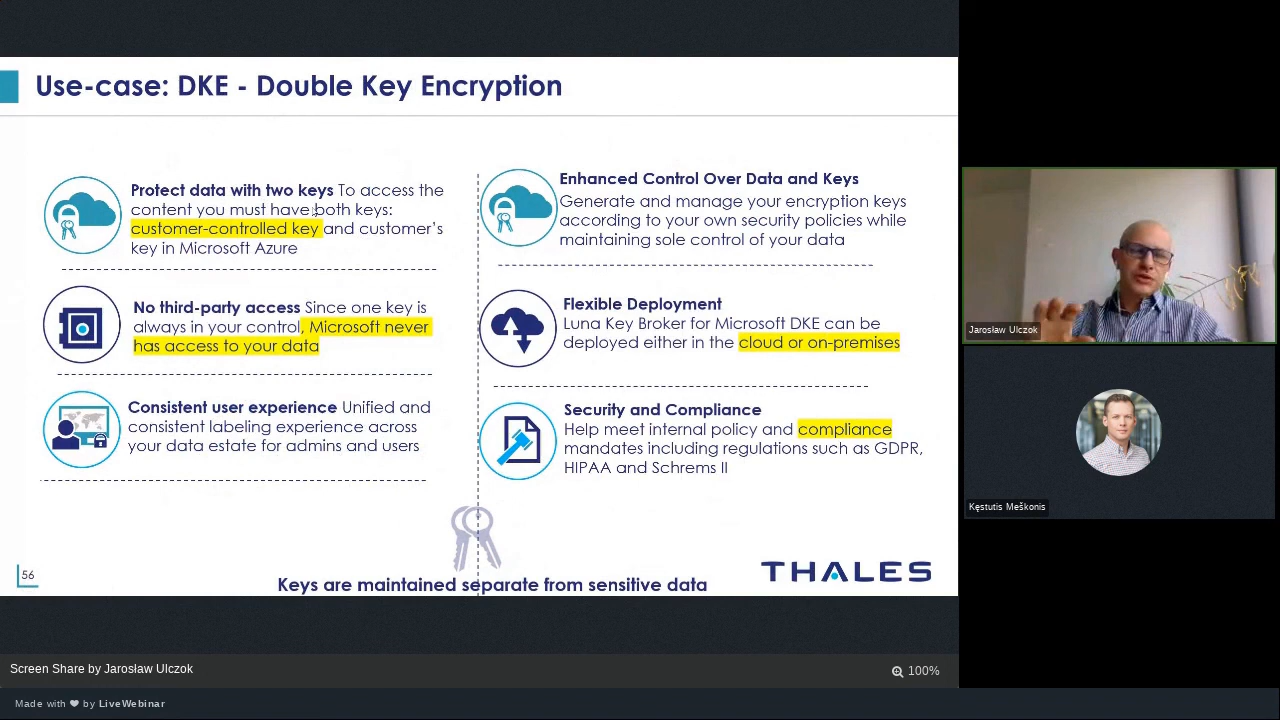 Use-case: DKE - Double Key Encryption
Protect data with two keys To access the
content you must have both keys:
customer-controlled key and customer's
key in Microsoft Azure
No third-party access Since one key is
always in your control, Microsoft never
has access to your data
Consistent user experience Unified and
consistent labeling experience across
your data estate for admins and users
Enhanced Control Over Data and Keys
Generate and manage your encryption keys
according to your own security policies while
maintaining sole control of your data
Flexible Deployment
Luna Key Broker for Microsoft DKE can be
deployed either in the cloud or on-premises
Security and Compliance
Help meet internal policy and compliance
mandates including regulations such as GDPR,
HIPAA and Schrems II
Keys are maintained separate from sensitive data
56
THALES
Jarosław Ulczok
Kęstutis Meškonis
Screen Share by Jarosław Ulczok
100%
Made with ❤ by LiveWebinar